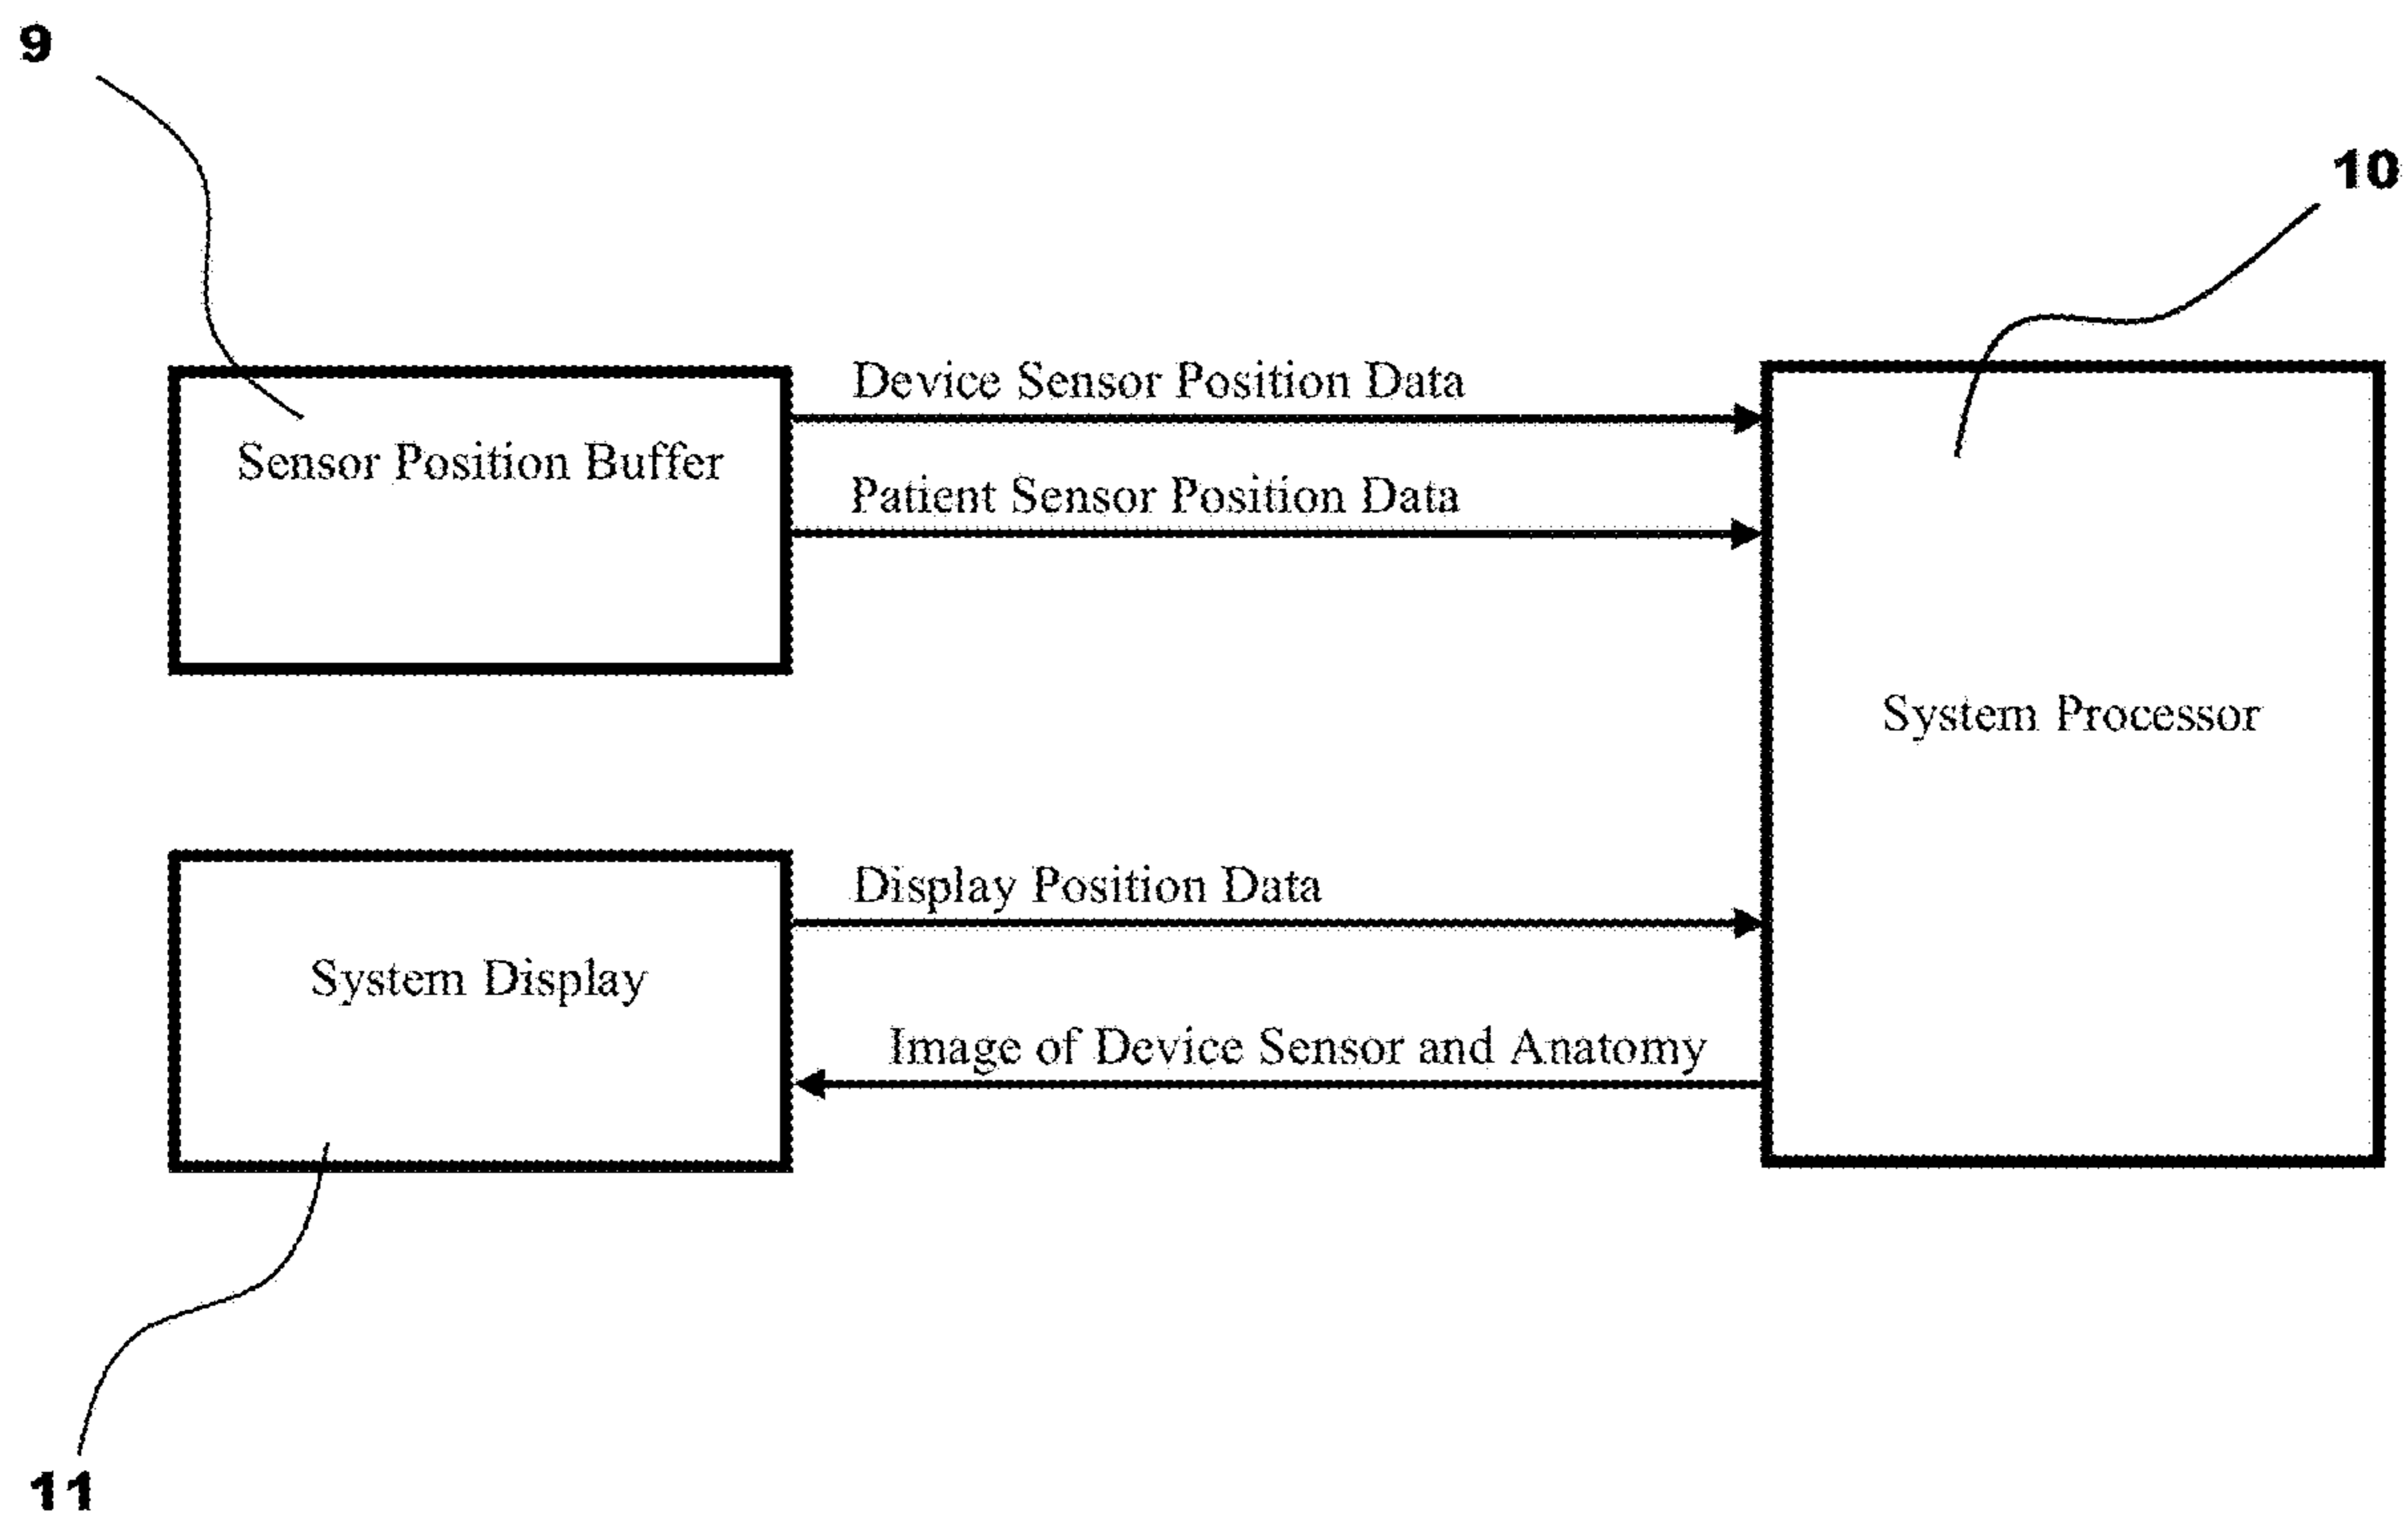 9
10
Device Sensor Position Data
Sensor Position Buffer
Patient Sensor Position Data
System Processor
Display Position Data
System Display
Image of Device Sensor and Anatomy
11